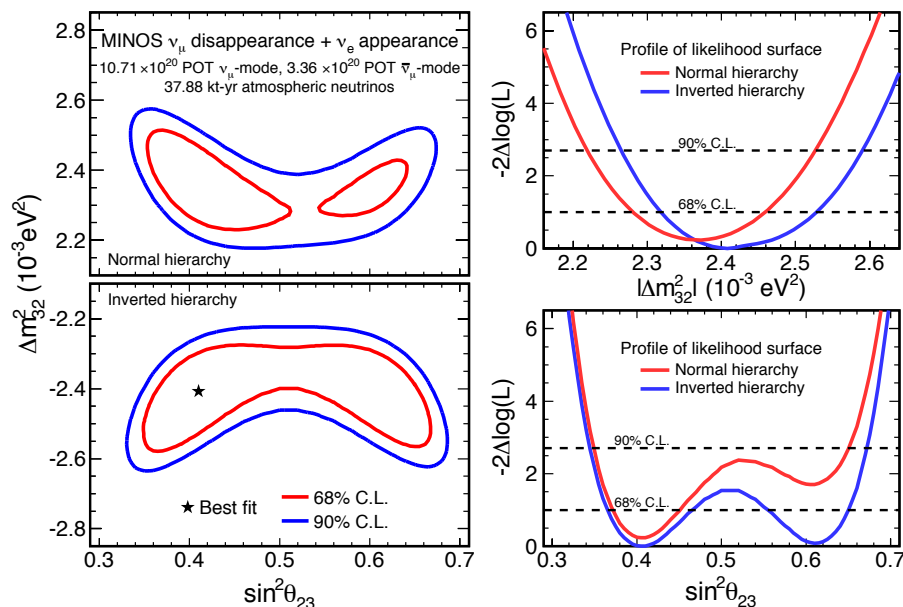 MINOS νμ disappearance + νe appearance
10.71×10²⁰ POT νμ-mode, 3.36 ×10²⁰ POT ν̄μ-mode
37.88 kt-yr atmospheric neutrinos
2.8
2.6
2.4
2.2
Normal hierarchy
Δm²₃₂ (10⁻³eV²)
Inverted hierarchy
-2.2
-2.4
-2.6
-2.8
★ Best fit
68% C.L.
90% C.L.
0.3 0.4 0.5 0.6 0.7
sin²θ₂₃
-2Δlog(L)
6
4
2
0
Profile of likelihood surface
Normal hierarchy
Inverted hierarchy
90% C.L.
68% C.L.
2.2 2.3 2.4 2.5 2.6
|Δm²₃₂| (10⁻³ eV²)
-2Δlog(L)
6
4
2
0
Profile of likelihood surface
Normal hierarchy
Inverted hierarchy
90% C.L.
68% C.L.
0.3 0.4 0.5 0.6 0.7
sin²θ₂₃